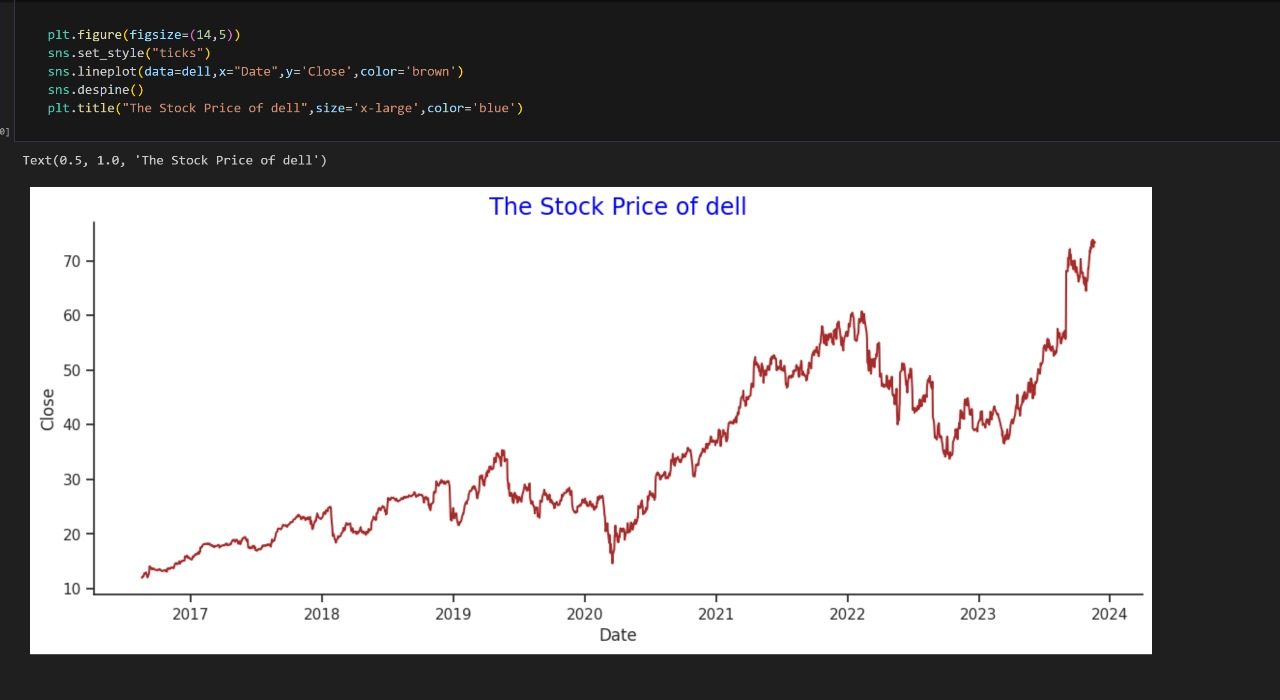 plt.figure(figsize=(14,5))
sns.set_style("ticks")
sns.lineplot(data=dell,x="Date",y='Close',color='brown')
sns.despine()
plt.title("The Stock Price of dell",size='x-large',color='blue')
0]
Text(0.5, 1.0, 'The Stock Price of dell')
The Stock Price of dell
Close
70
60
50
40
30
20
10
2017 2018 2019 2020 2021 2022 2023 2024
Date